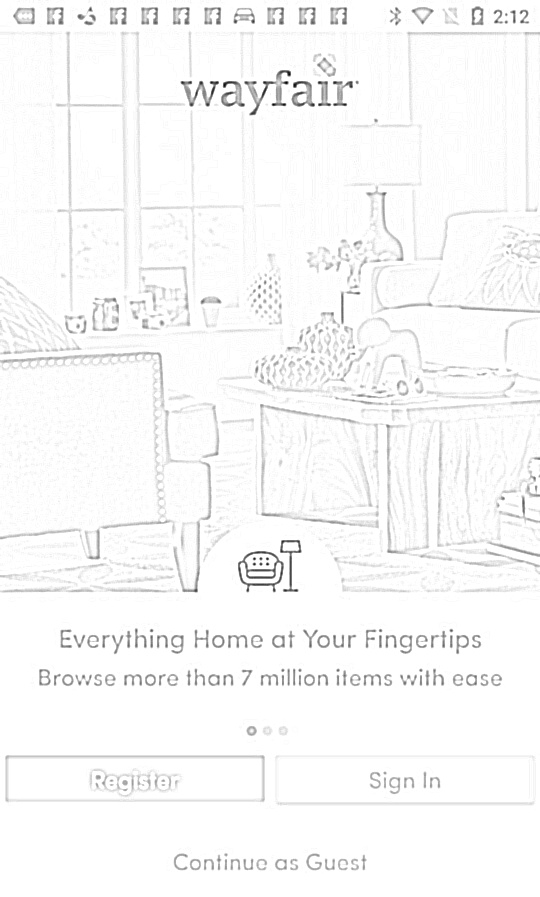 2:12
wayfair
Everything Home at Your Fingertips
Browse more than 7 million items with ease
Register
Sign In
Continue as Guest